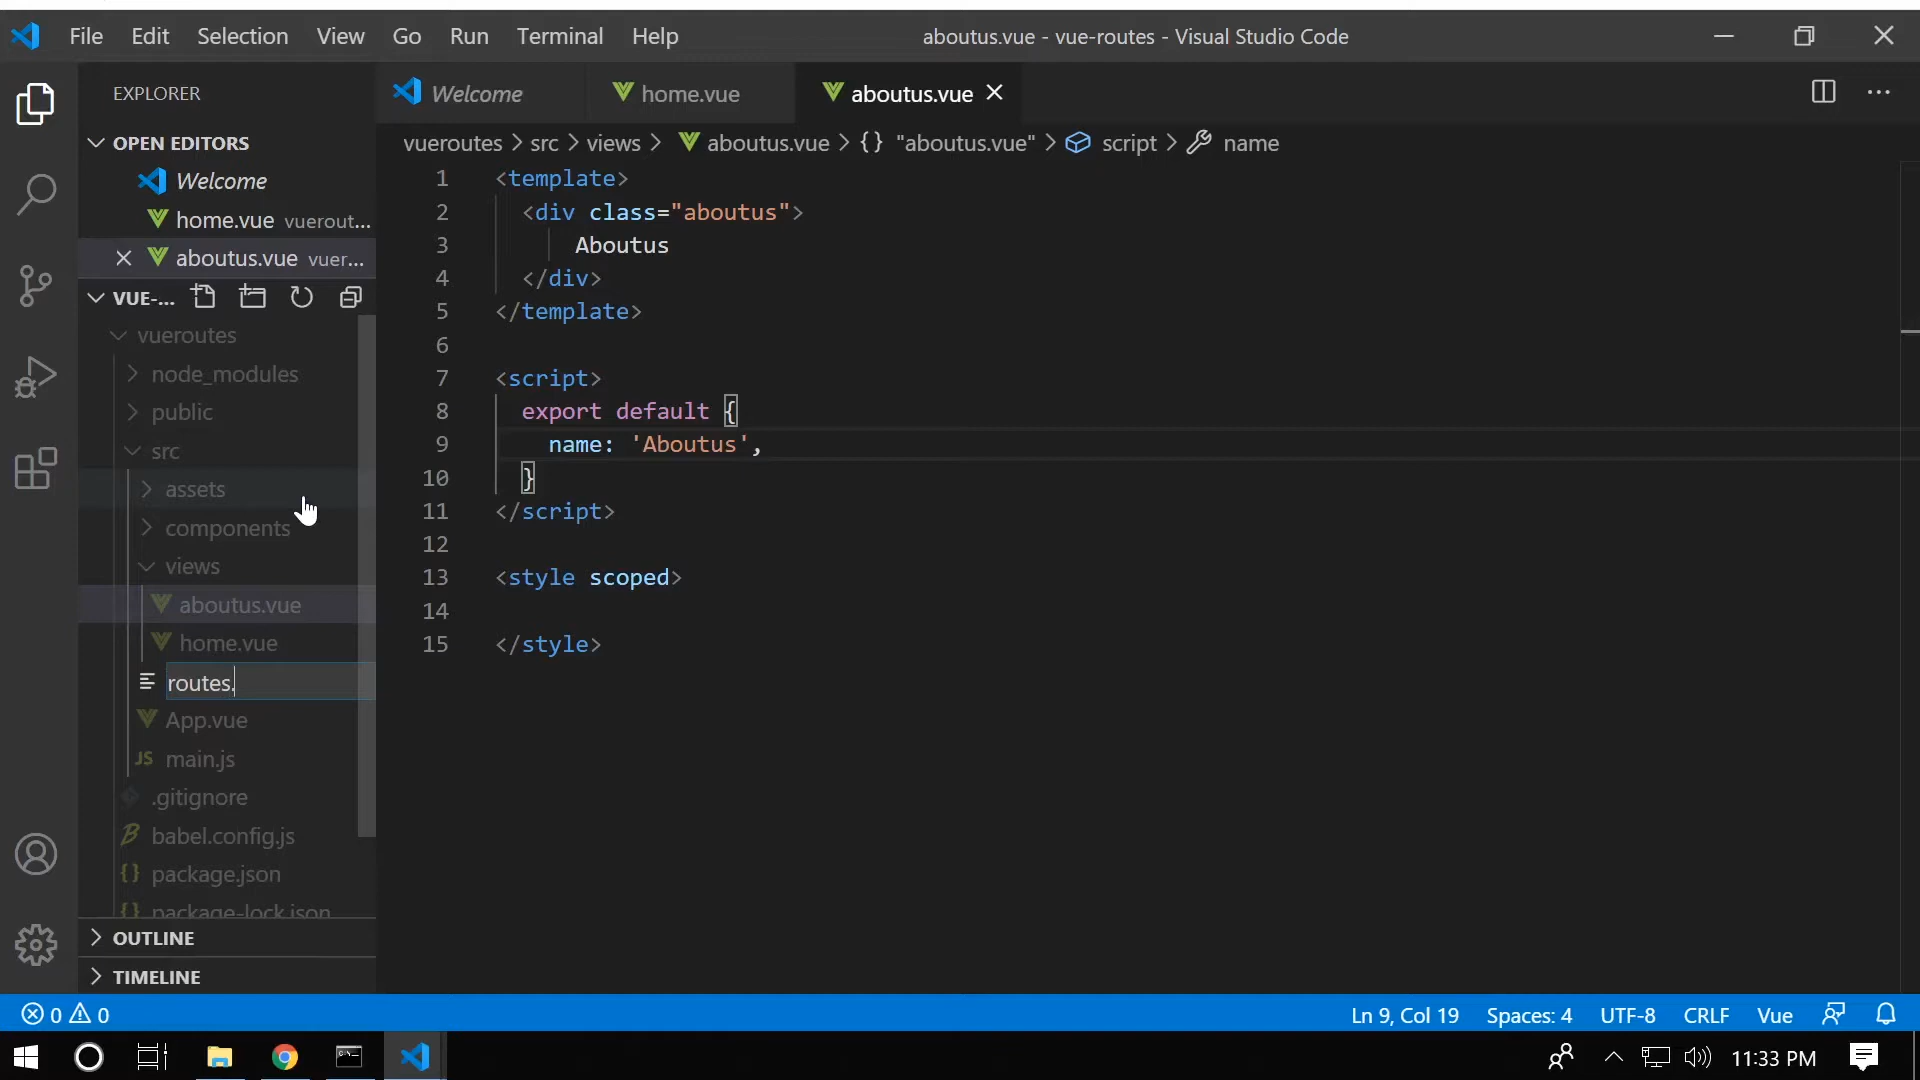 File Edit Selection View Go Run Terminal Help
aboutus.vue - vue-routes - Visual Studio Code
EXPLORER
OPEN EDITORS
Welcome
home.vue vuerout...
aboutus.vue vuer...
VUE-...
vueroutes
node_modules
public
src
assets
components
views
aboutus.vue
home.vue
routes.
App.vue
JS main.js
.gitignore
babel.config.js
{} package.json
{} package-lock.json
OUTLINE
TIMELINE
Welcome
home.vue
aboutus.vue
vueroutes > src > views > aboutus.vue > {} "aboutus.vue" > script > name
1 <template>
2 <div class="aboutus">
3 Aboutus
4 </div>
5 </template>
6
7 <script>
8 export default {
9 name: 'Aboutus',
10 }
11 </script>
12
13 <style scoped>
14
15 </style>
0 0
Ln 9, Col 19 Spaces: 4 UTF-8 CRLF Vue
11:33 PM